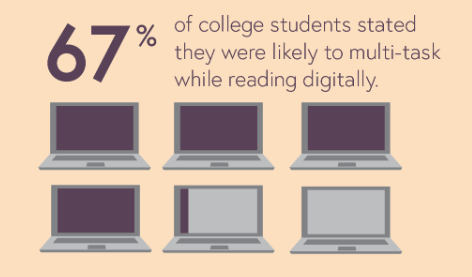 67%
of college students stated
they were likely to multi-task
while reading digitally.